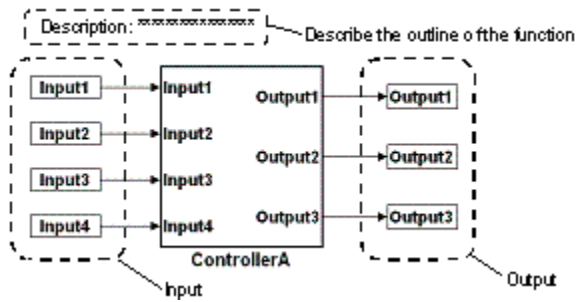 Description: ******************
Describe the outline of the function
Input1
Input2
Input3
Input4
Input1
Input2
Input3
Input4
Output1
Output2
Output3
Output1
Output2
Output3
ControllerA
Input
Output